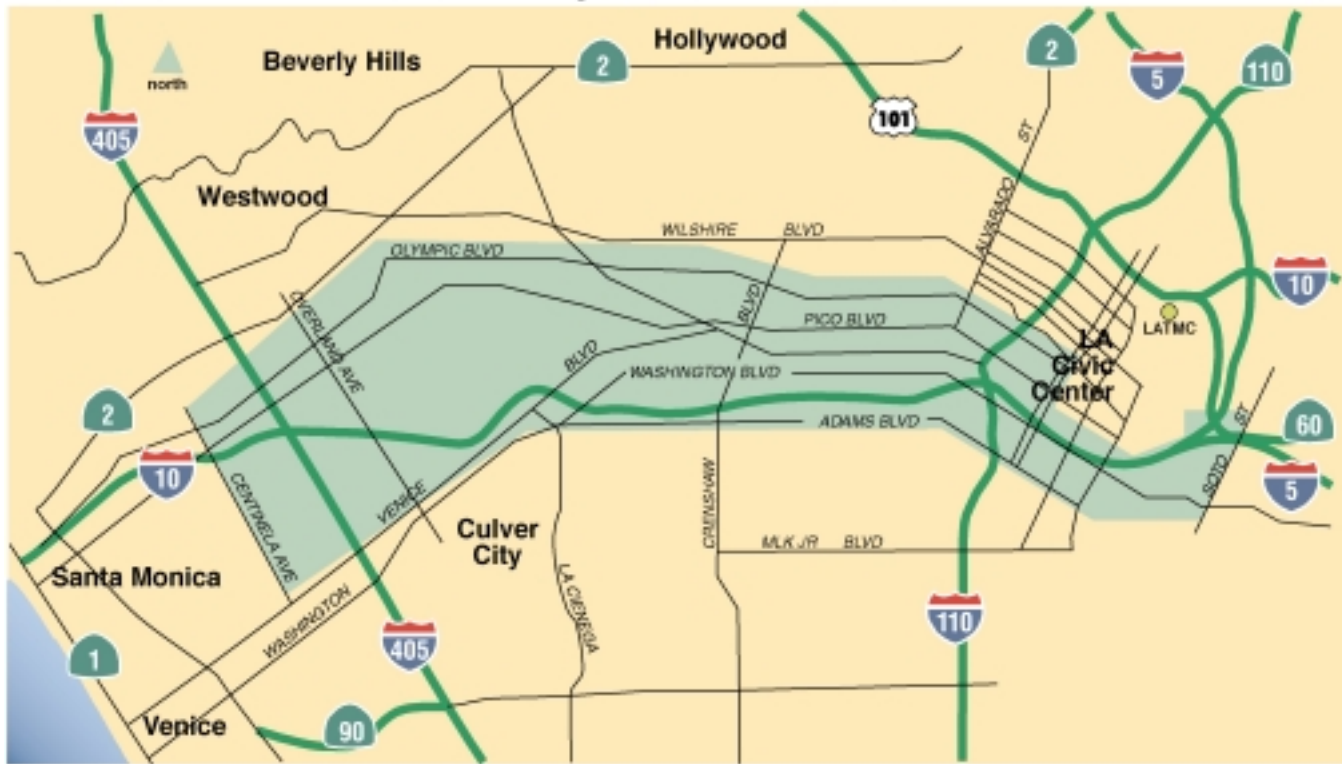 Hollywood
2
5
110
Beverly Hills
2
north
101
405
ST
Westwood
ALVARADO
WILSHIRE BLVD
OLYMPIC BLVD
10
OVERLAND AVE
BLVD
PICO BLVD
LATMC
LA
Civic
Center
BLVD
WASHINGTON BLVD
2
ADAMS BLVD
60
ST
10
SOTO
5
CENTINELA AVE
VENICE
CRENSHAW
Culver
City
MLK JR BLVD
Santa Monica
LA CIENEGA
WASHINGTON
110
405
1
Venice
90